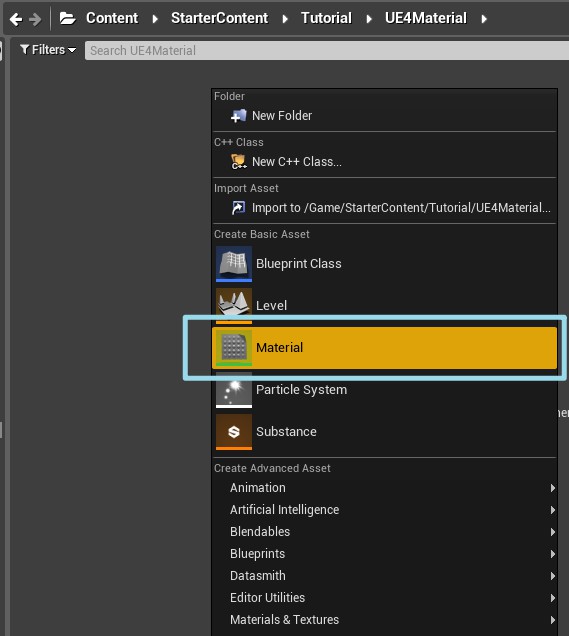 Content StarterContent Tutorial UE4Material
Filters Search UE4Material
Folder
New Folder
C++ Class
New C++ Class...
Import Asset
Import to /Game/StarterContent/Tutorial/UE4Material...
Create Basic Asset
Blueprint Class
Level
Material
Particle System
Substance
Create Advanced Asset
Animation
Artificial Intelligence
Blendables
Blueprints
Datasmith
Editor Utilities
Materials & Textures